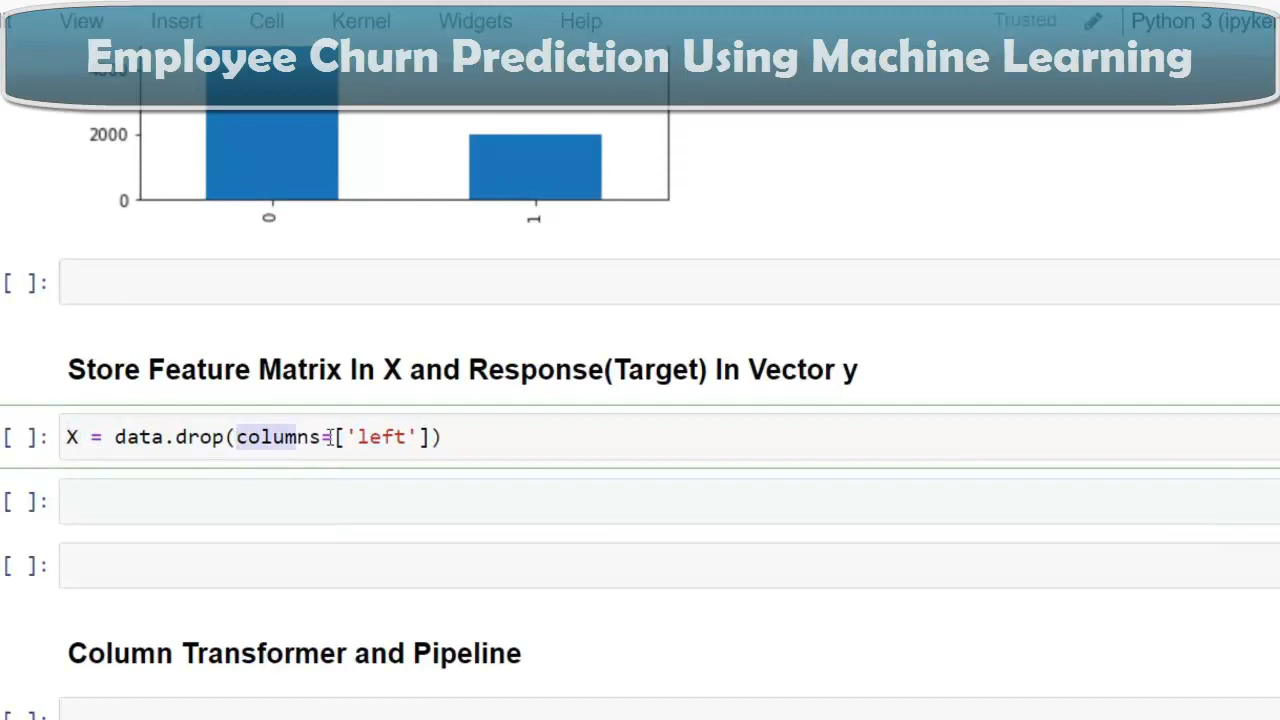 View Insert Cell Kernel Widgets Help Trusted Python 3 (ipyke
Employee Churn Prediction Using Machine Learning
2000
0
0 1
[ ]:
Store Feature Matrix In X and Response(Target) In Vector y
[ ]: X = data.drop(columns=['left'])
[ ]:
[ ]:
Column Transformer and Pipeline
[ ]: